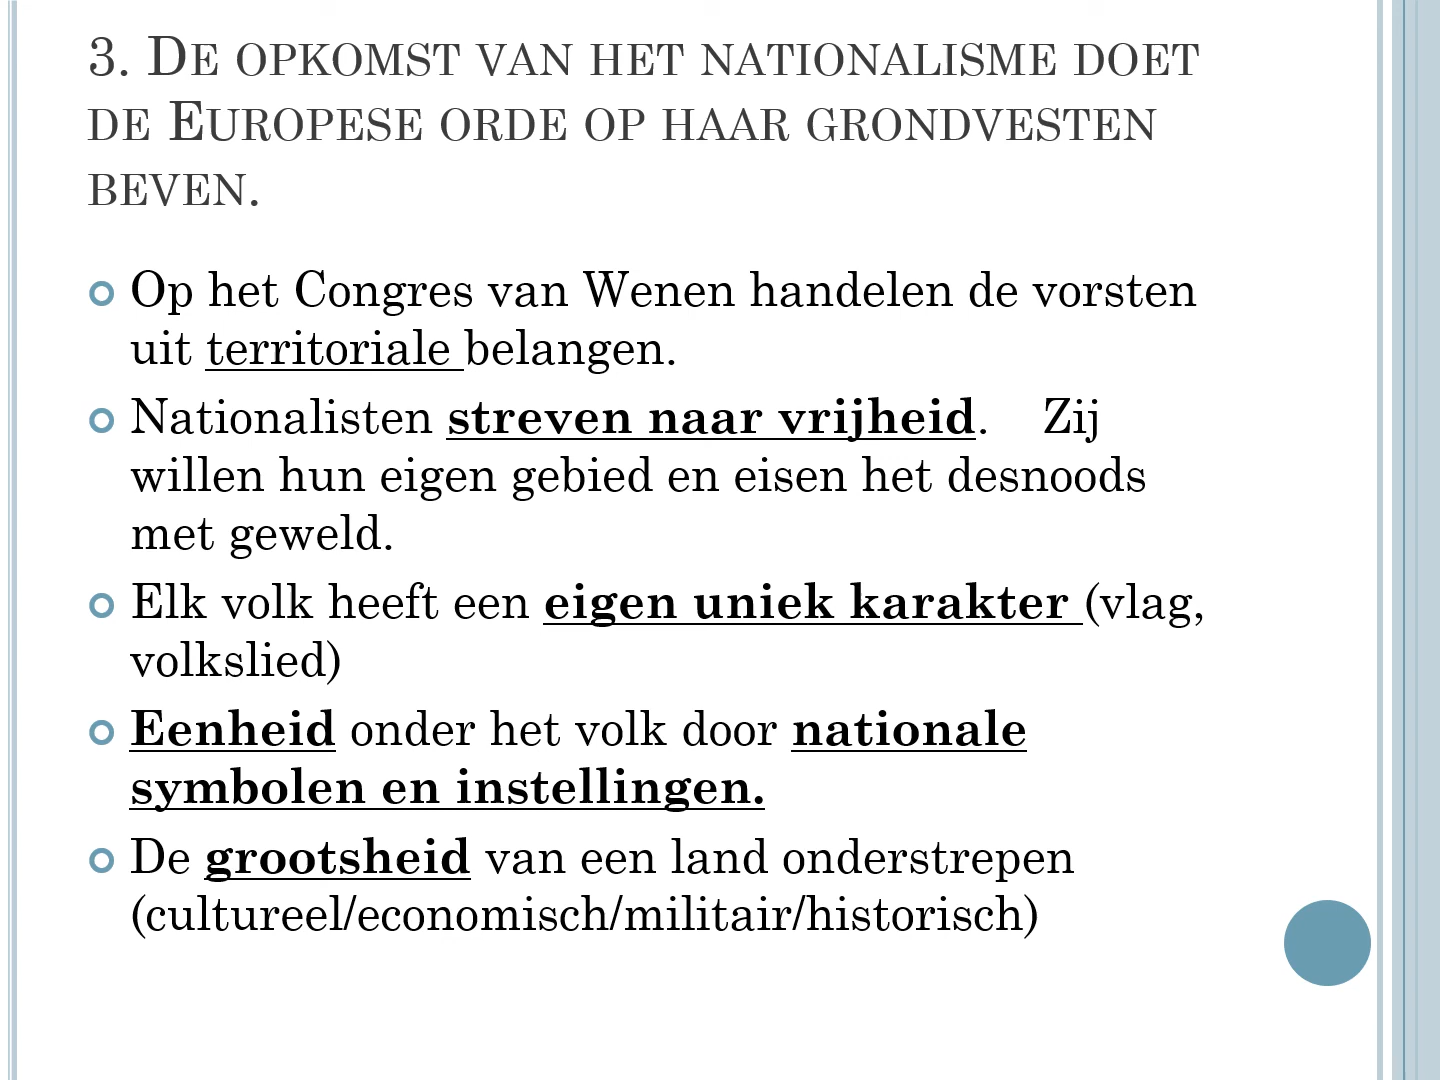 3. De opkomst van het nationalisme doet
de Europese orde op haar grondvesten
beven.
Op het Congres van Wenen handelen de vorsten
uit territoriale belangen.
Nationalisten streven naar vrijheid. Zij
willen hun eigen gebied en eisen het desnoods
met geweld.
Elk volk heeft een eigen uniek karakter (vlag,
volkslied)
Eenheid onder het volk door nationale
symbolen en instellingen.
De grootsheid van een land onderstrepen
(cultureel/economisch/militair/historisch)